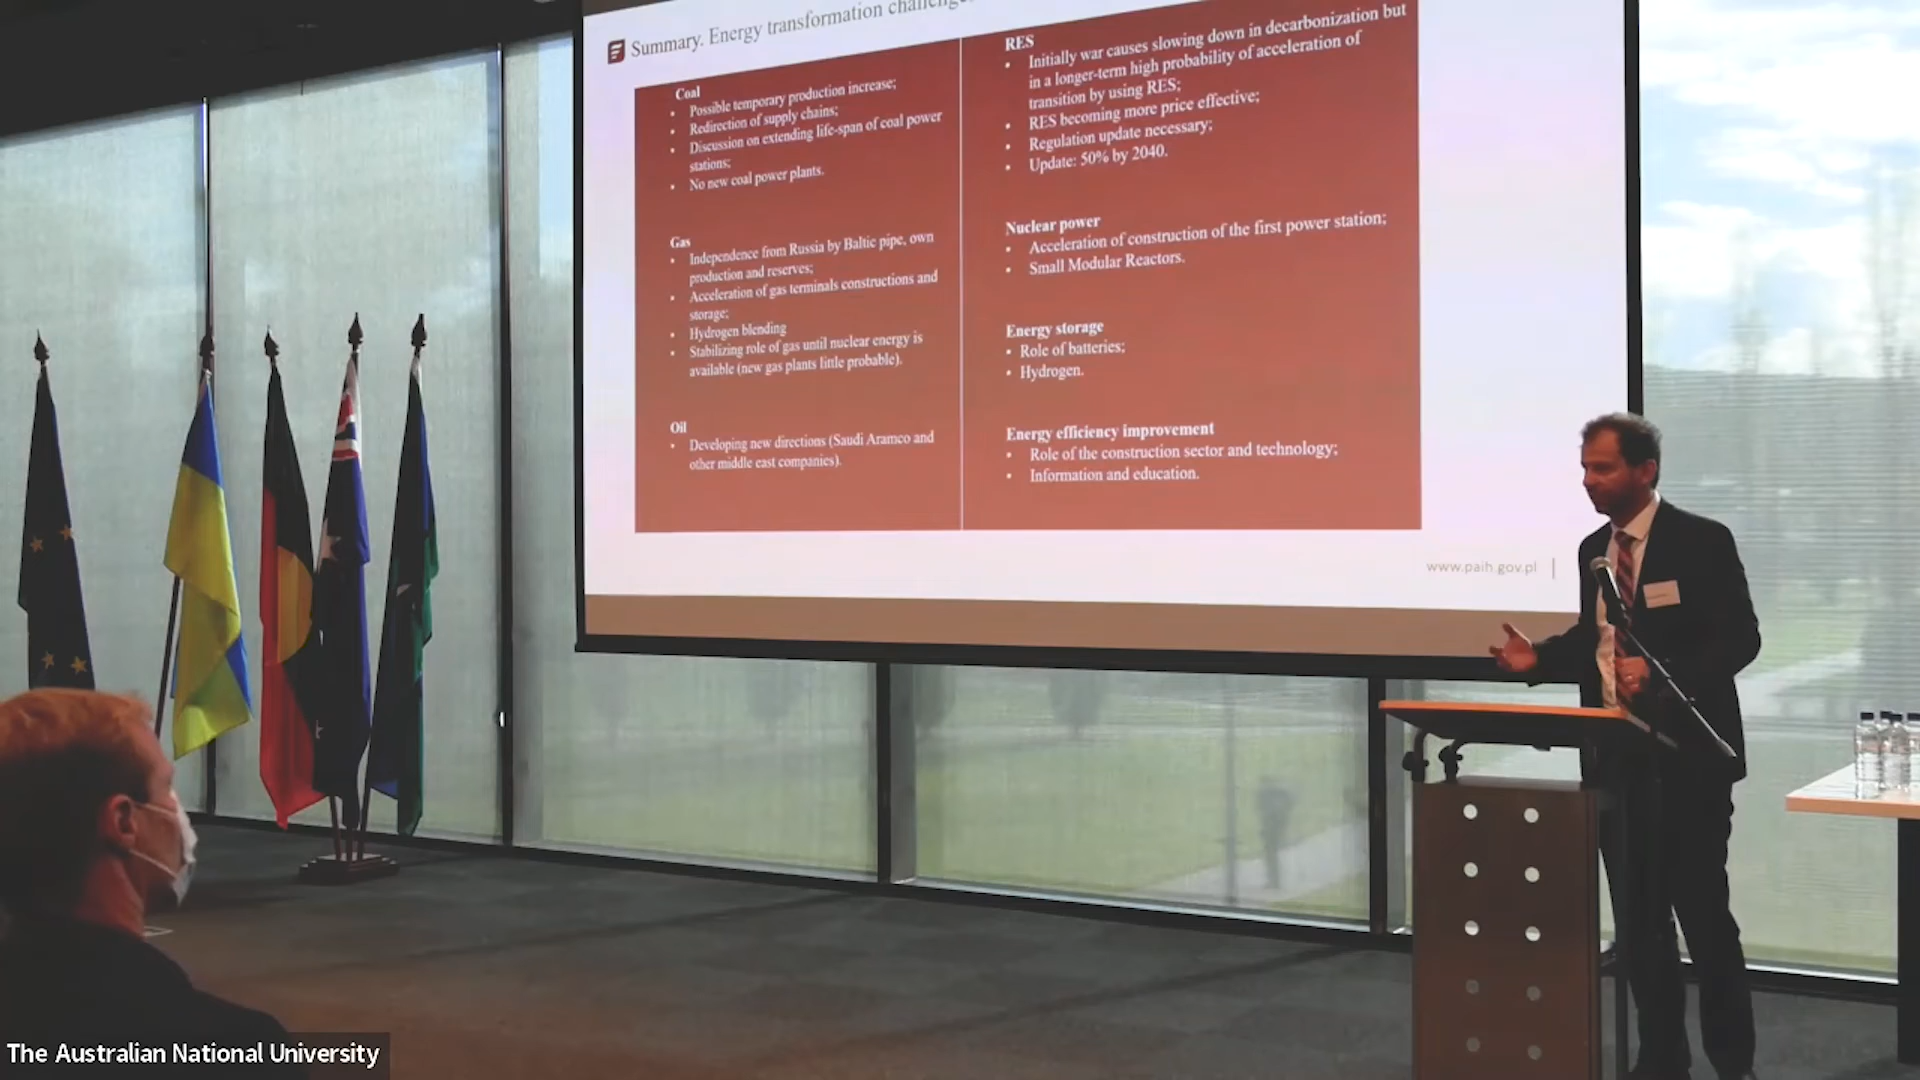 Summary. Energy transformation challenge
Coal
• Possible temporary production increase;
• Redirection of supply chains;
• Discussion on extending life-span of coal power
stations;
• No new coal power plants.
Gas
• Independence from Russia by Baltic pipe, own
production and reserves;
• Acceleration of gas terminals constructions and
storage;
• Hydrogen blending
• Stabilizing role of gas until nuclear energy is
available (new gas plants little probable).
Oil
• Developing new directions (Saudi Aramco and
other middle east companies).
RES
• Initially war causes slowing down in decarbonization but
in a longer-term high probability of acceleration of
transition by using RES;
• RES becoming more price effective;
• Regulation update necessary;
• Update: 50% by 2040.
Nuclear power
• Acceleration of construction of the first power station;
• Small Modular Reactors.
Energy storage
• Role of batteries;
• Hydrogen.
Energy efficiency improvement
• Role of the construction sector and technology;
• Information and education.
www.paih.gov.pl
The Australian National University